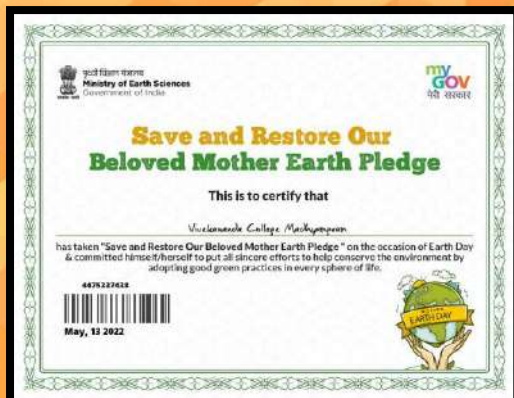 पृथ्वी विज्ञान मंत्रालय
Ministry of Earth Sciences
Government of India
my
GOV
मेरी सरकार
Save and Restore Our
Beloved Mother Earth Pledge
This is to certify that
Vivekananda College Madhyamgram
has taken "Save and Restore Our Beloved Mother Earth Pledge " on the occasion of Earth Day
& committed himself/herself to put all sincere efforts to help conserve the environment by
adopting good green practices in every sphere of life.
4475237628
May, 13 2022
EARTH DAY